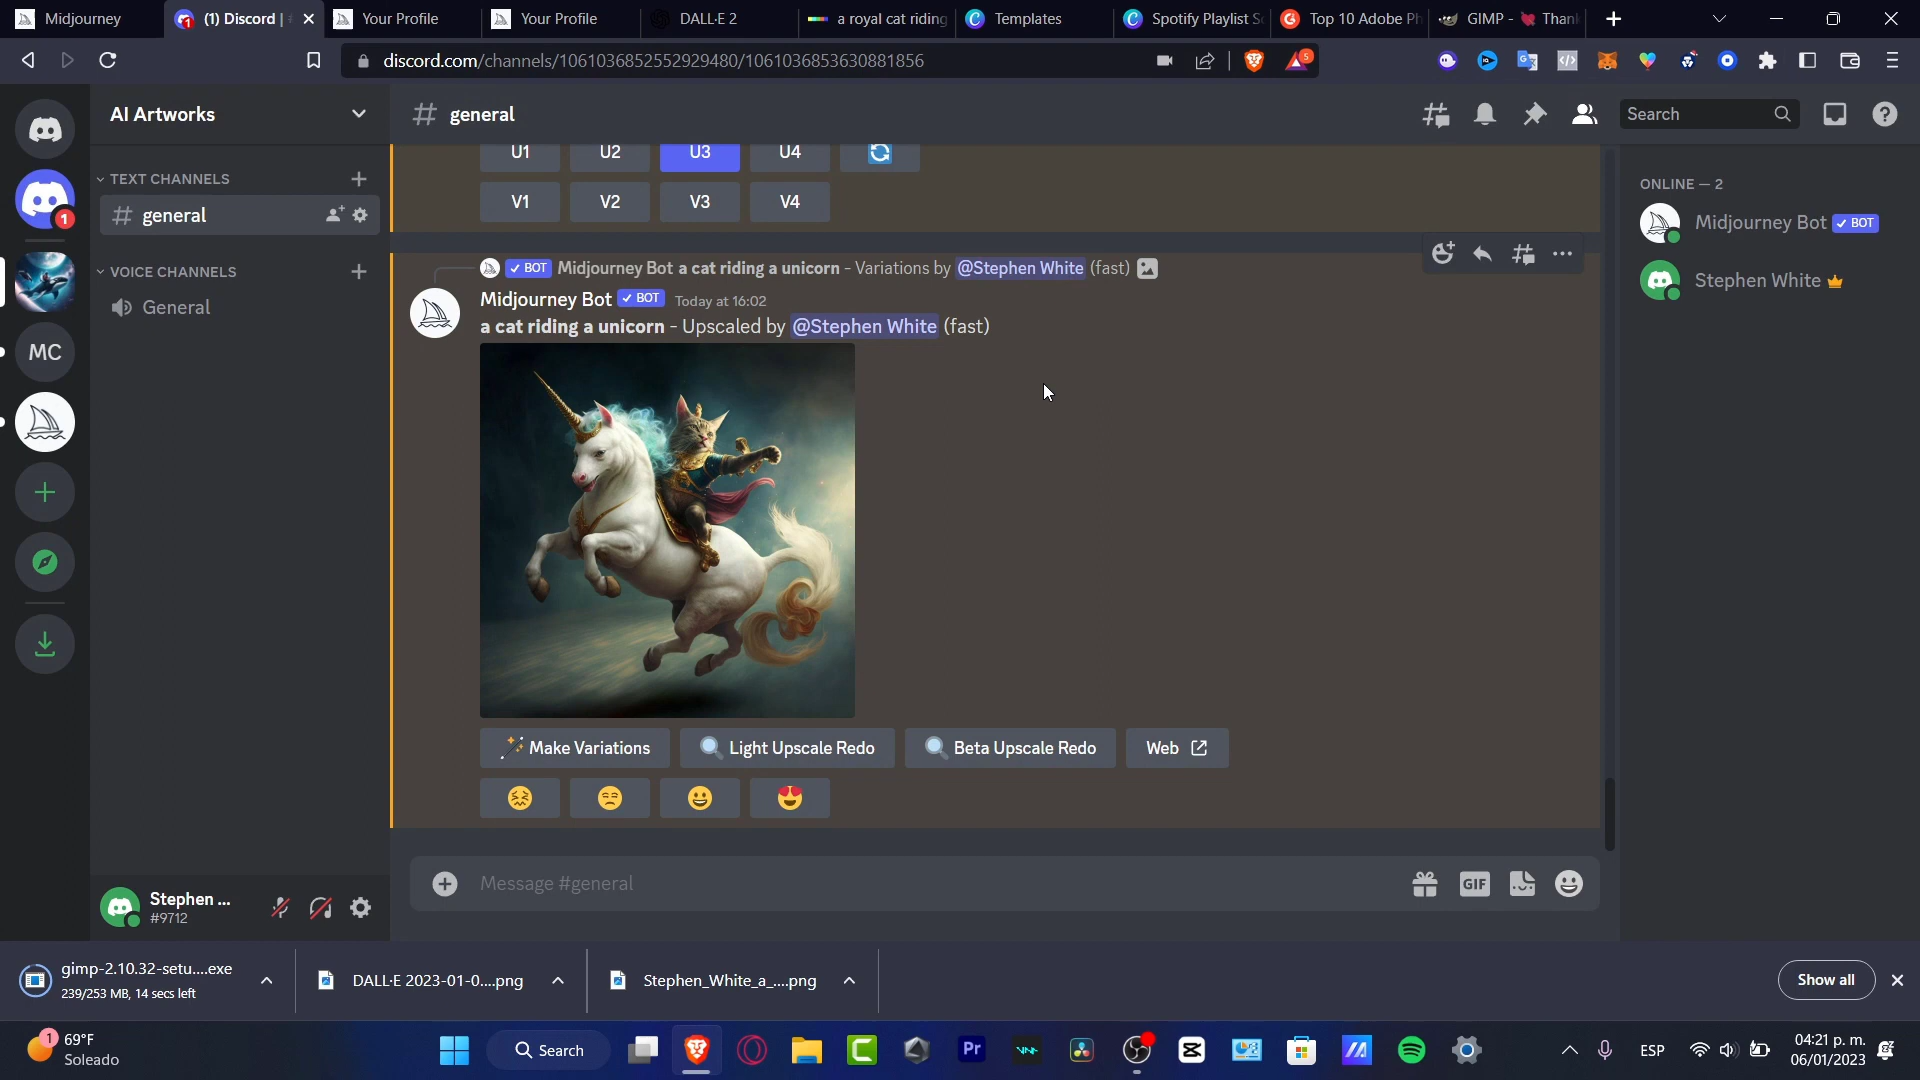 Midjourney
(1) Discord |
Your Profile
Your Profile
DALL·E 2
a royal cat riding
Templates
Spotify Playlist S
Top 10 Adobe Ph
GIMP - 💘 Thank
discord.com/channels/1061036852552929480/1061036853630881856
5
AI Artworks
general
Search
TEXT CHANNELS
general
VOICE CHANNELS
General
1
MC
U1
U2
U3
U4
V1
V2
V3
V4
BOT Midjourney Bot a cat riding a unicorn - Variations by @Stephen White (fast)
Midjourney Bot BOT Today at 16:02
a cat riding a unicorn - Upscaled by @Stephen White (fast)
Make Variations
Light Upscale Redo
Beta Upscale Redo
Web
Message #general
GIF
ONLINE — 2
Midjourney Bot BOT
Stephen White
Stephen ...
#9712
gimp-2.10.32-setu....exe
239/253 MB, 14 secs left
DALL·E 2023-01-0....png
Stephen_White_a_....png
Show all
1
69°F
Soleado
Search
Pr
ESP
04:21 p. m.
06/01/2023